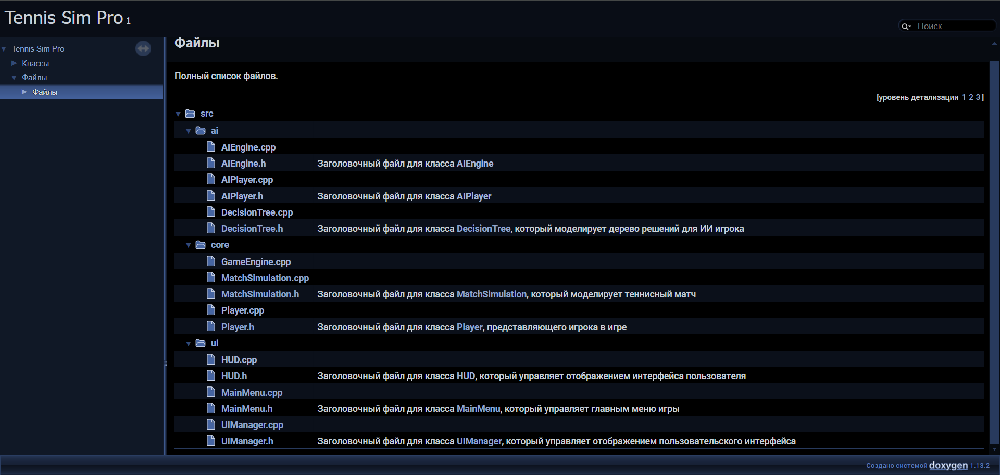 Tennis Sim Pro 1
Поиск
Tennis Sim Pro
Классы
Файлы
Файлы
Файлы
Полный список файлов.
[уровень детализации 1 2 3]
src
ai
AIEngine.cpp
AIEngine.h Заголовочный файл для класса AIEngine
AIPlayer.cpp
AIPlayer.h Заголовочный файл для класса AIPlayer
DecisionTree.cpp
DecisionTree.h Заголовочный файл для класса DecisionTree, который моделирует дерево решений для ИИ игрока
core
GameEngine.cpp
MatchSimulation.cpp
MatchSimulation.h Заголовочный файл для класса MatchSimulation, который моделирует теннисный матч
Player.cpp
Player.h Заголовочный файл для класса Player, представляющего игрока в игре
ui
HUD.cpp
HUD.h Заголовочный файл для класса HUD, который управляет отображением интерфейса пользователя
MainMenu.cpp
MainMenu.h Заголовочный файл для класса MainMenu, который управляет главным меню игры
UIManager.cpp
UIManager.h Заголовочный файл для класса UIManager, который управляет отображением пользовательского интерфейса
Создано системой doxygen 1.13.2